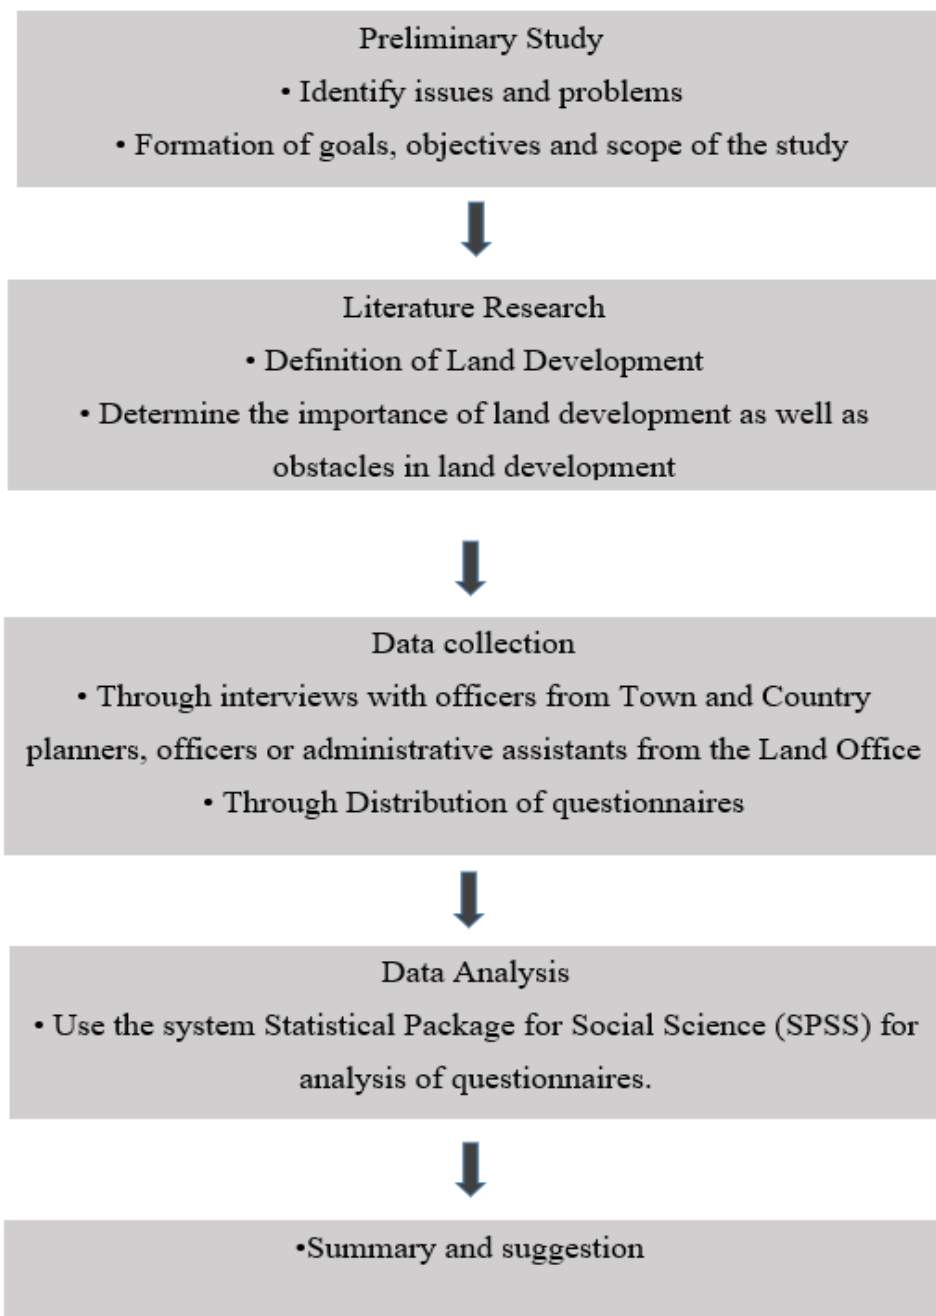 Preliminary Study
• Identify issues and problems
• Formation of goals, objectives and scope of the study
Literature Research
• Definition of Land Development
• Determine the importance of land development as well as
obstacles in land development
Data collection
• Through interviews with officers from Town and Country
planners, officers or administrative assistants from the Land Office
• Through Distribution of questionnaires
Data Analysis
• Use the system Statistical Package for Social Science (SPSS) for
analysis of questionnaires.
•Summary and suggestion